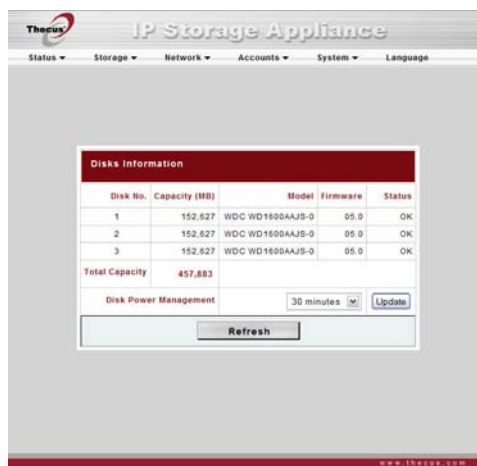 Thecus
IP Storage Appliance
Status Storage Network Accounts System Language
Disks Information
Disk No. Capacity (MB) Model Firmware Status
1 152,627 WDC WD1600AAJS-0 05.0 OK
2 152,627 WDC WD1600AAJS-0 05.0 OK
3 152,627 WDC WD1600AAJS-0 05.0 OK
Total Capacity 457,883
Disk Power Management 30 minutes Update
Refresh
www.thecus.com